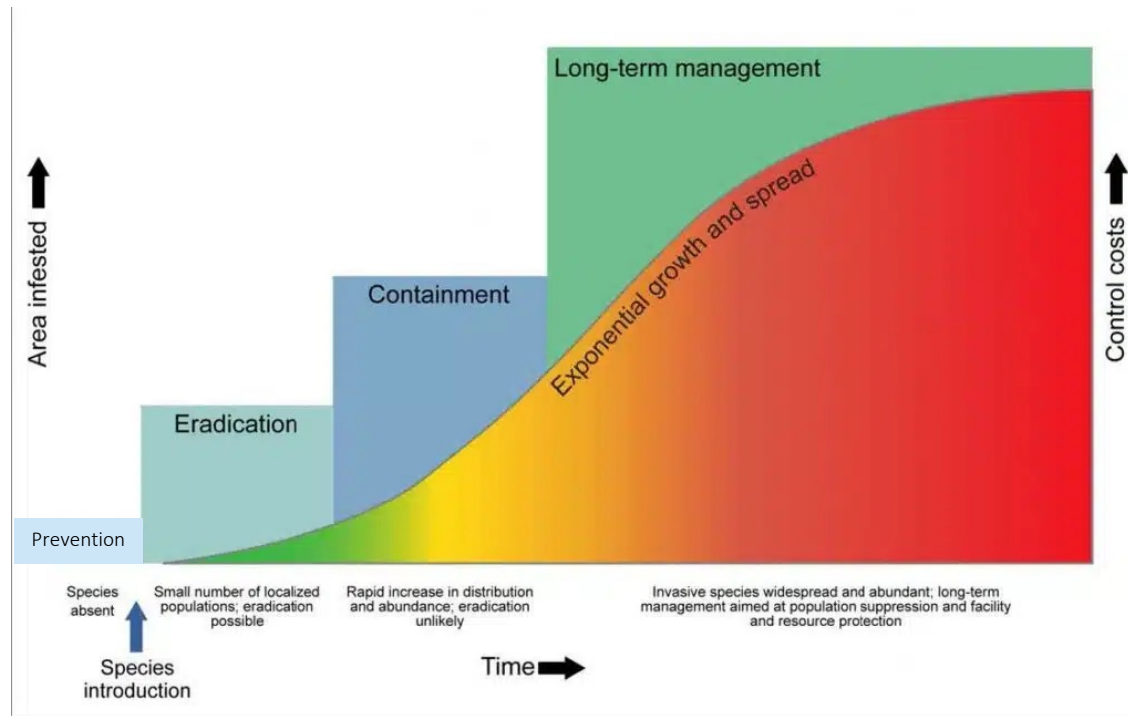 Long-term management
Exponential growth and spread
Area infested
Control costs
Containment
Eradication
Prevention
Species
absent
Small number of localized
populations; eradication
possible
Rapid increase in distribution
and abundance; eradication
unlikely
Invasive species widespread and abundant; long-term
management aimed at population suppression and facility
and resource protection
Species
introduction
Time